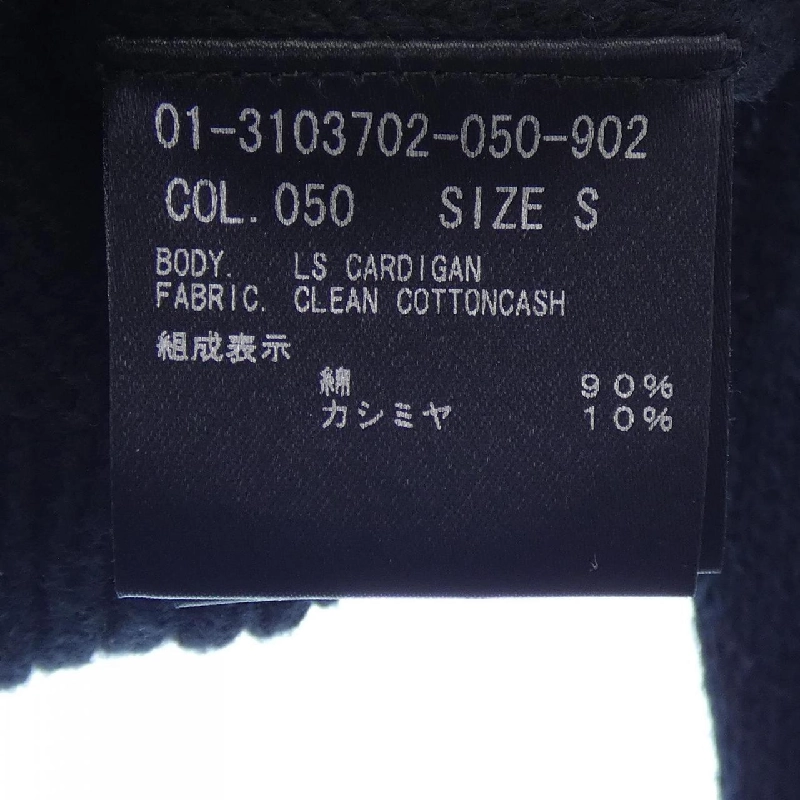 01-3103702-050-902
COL. 050 SIZE S
BODY. LS CARDIGAN
FABRIC. CLEAN COTTONCASH
組成表示
綿 90%
カシミヤ 10%